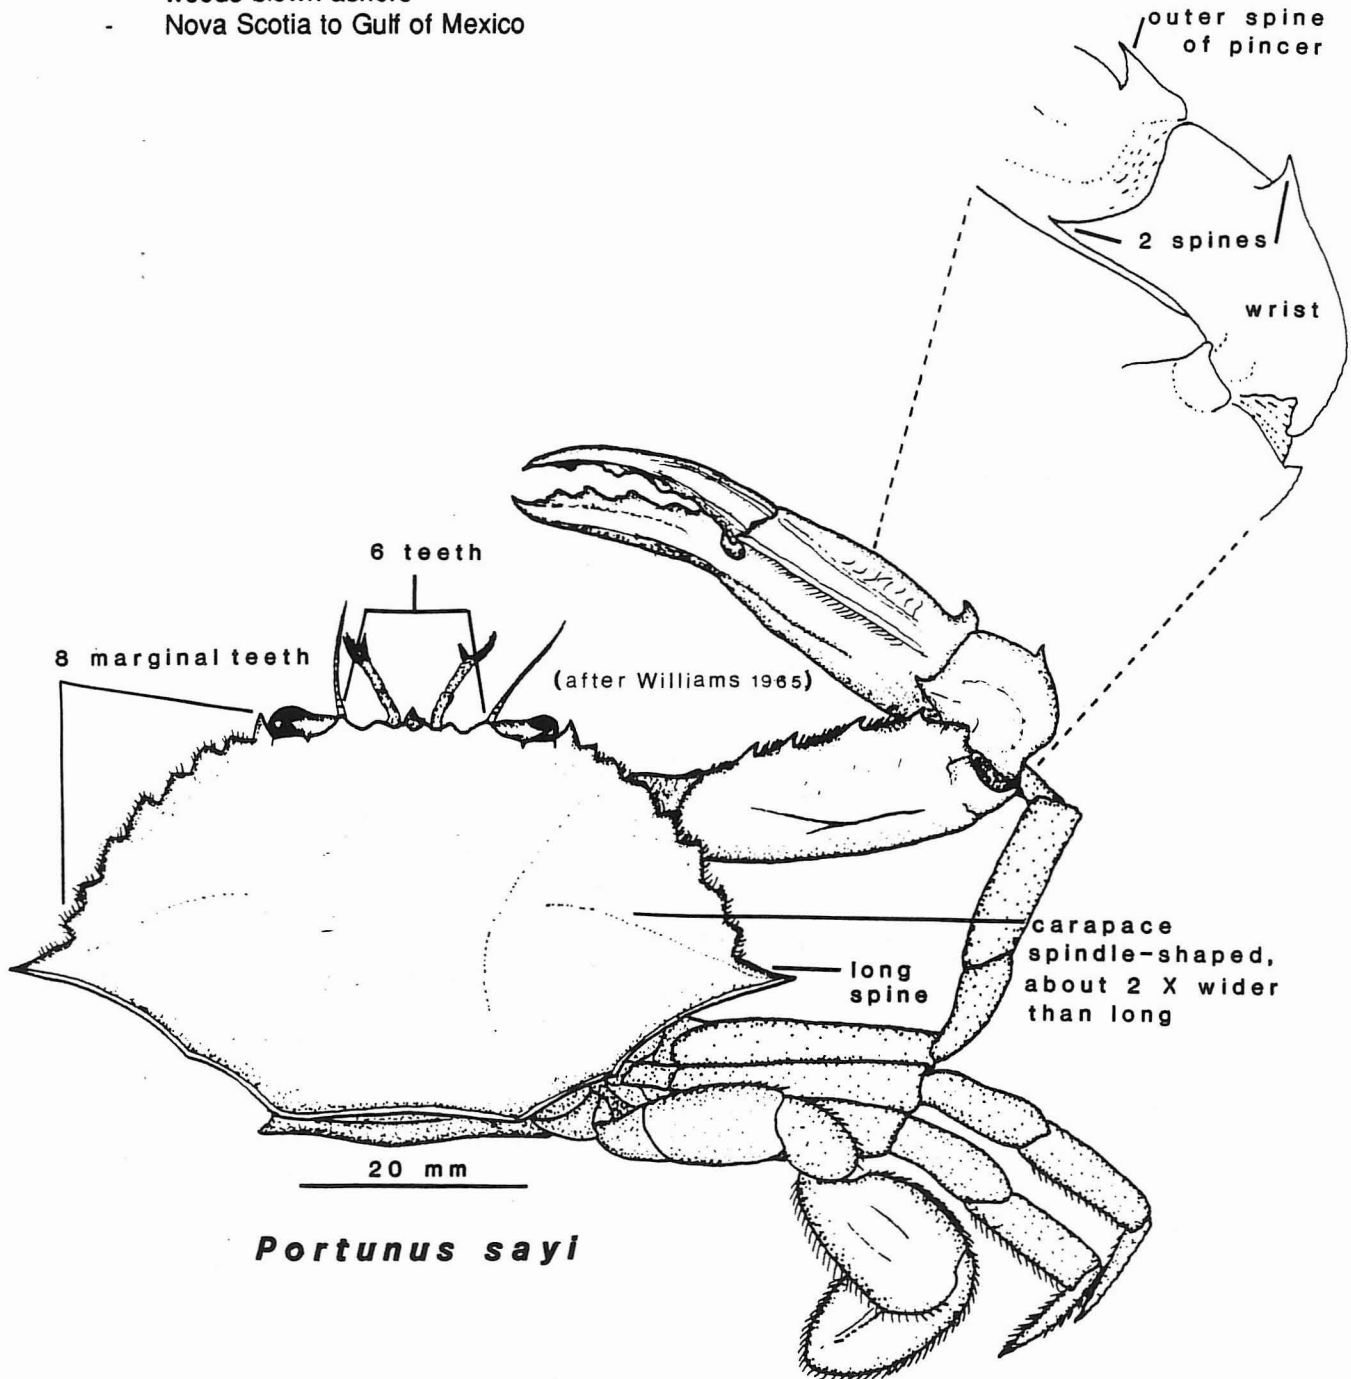 - Nova Scotia to Gulf of Mexico
outer spine
of pincer
2 spines
wrist
6 teeth
8 marginal teeth
(after Williams 1965)
carapace
spindle-shaped,
about 2 X wider
than long
long
spine
20 mm
Portunus sayi